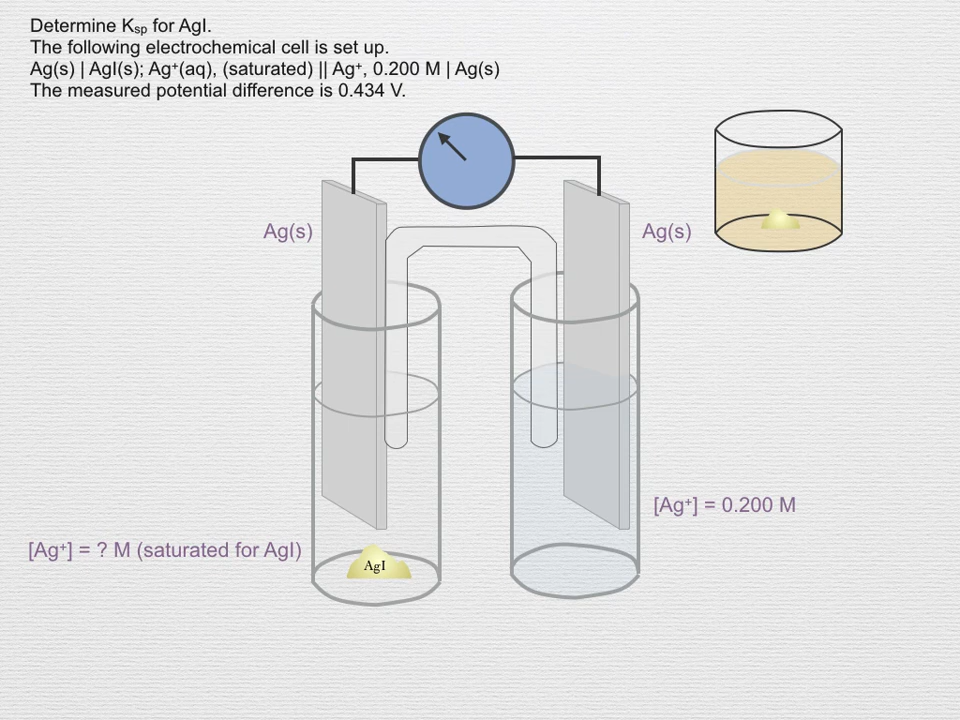 Determine Kₛₚ for AgI.
The following electrochemical cell is set up.
Ag(s) | AgI(s); Ag⁺(aq), (saturated) || Ag⁺, 0.200 M | Ag(s)
The measured potential difference is 0.434 V.
Ag(s)
Ag(s)
[Ag⁺] = 0.200 M
[Ag⁺] = ? M (saturated for AgI)
AgI